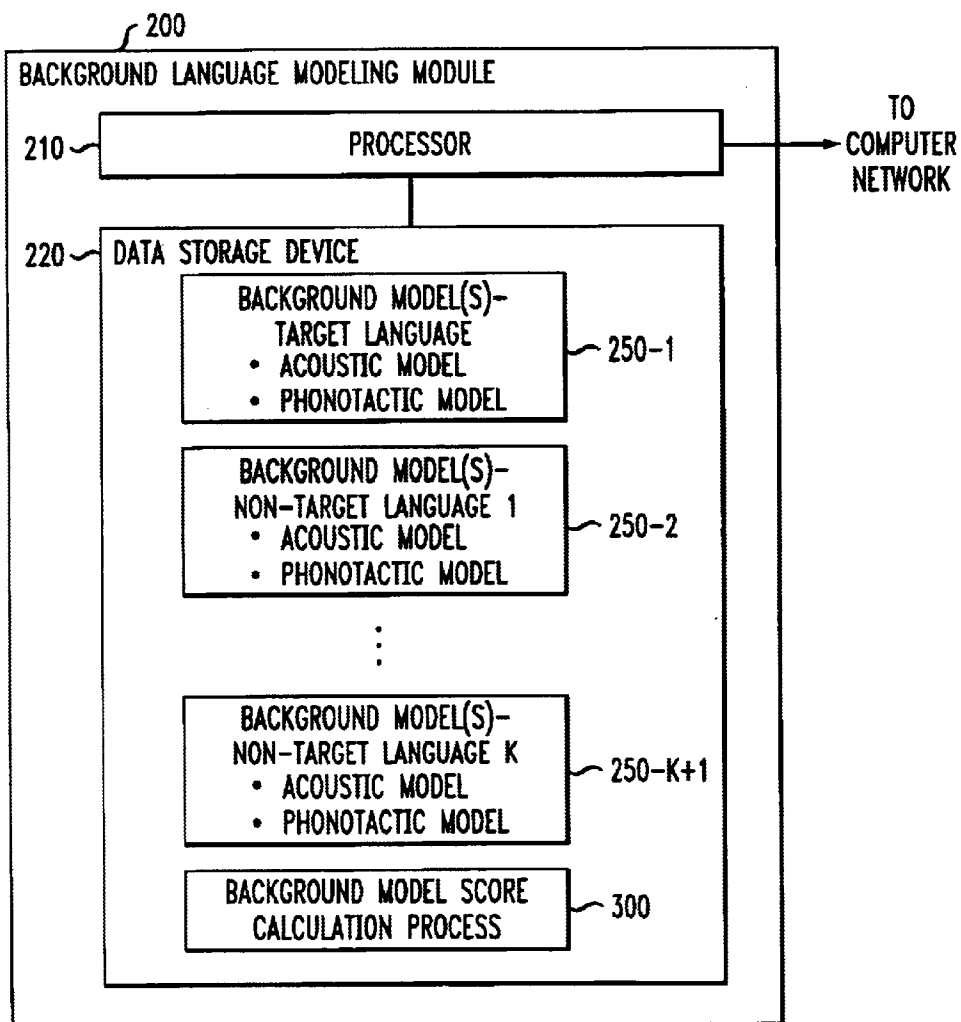 200
BACKGROUND LANGUAGE MODELING MODULE
TO
COMPUTER
NETWORK
210
PROCESSOR
220
DATA STORAGE DEVICE
BACKGROUND MODEL(S)-
TARGET LANGUAGE
• ACOUSTIC MODEL
• PHONOTACTIC MODEL
250-1
BACKGROUND MODEL(S)-
NON-TARGET LANGUAGE 1
• ACOUSTIC MODEL
• PHONOTACTIC MODEL
250-2
BACKGROUND MODEL(S)-
NON-TARGET LANGUAGE K
• ACOUSTIC MODEL
• PHONOTACTIC MODEL
250-K+1
BACKGROUND MODEL SCORE
CALCULATION PROCESS
300